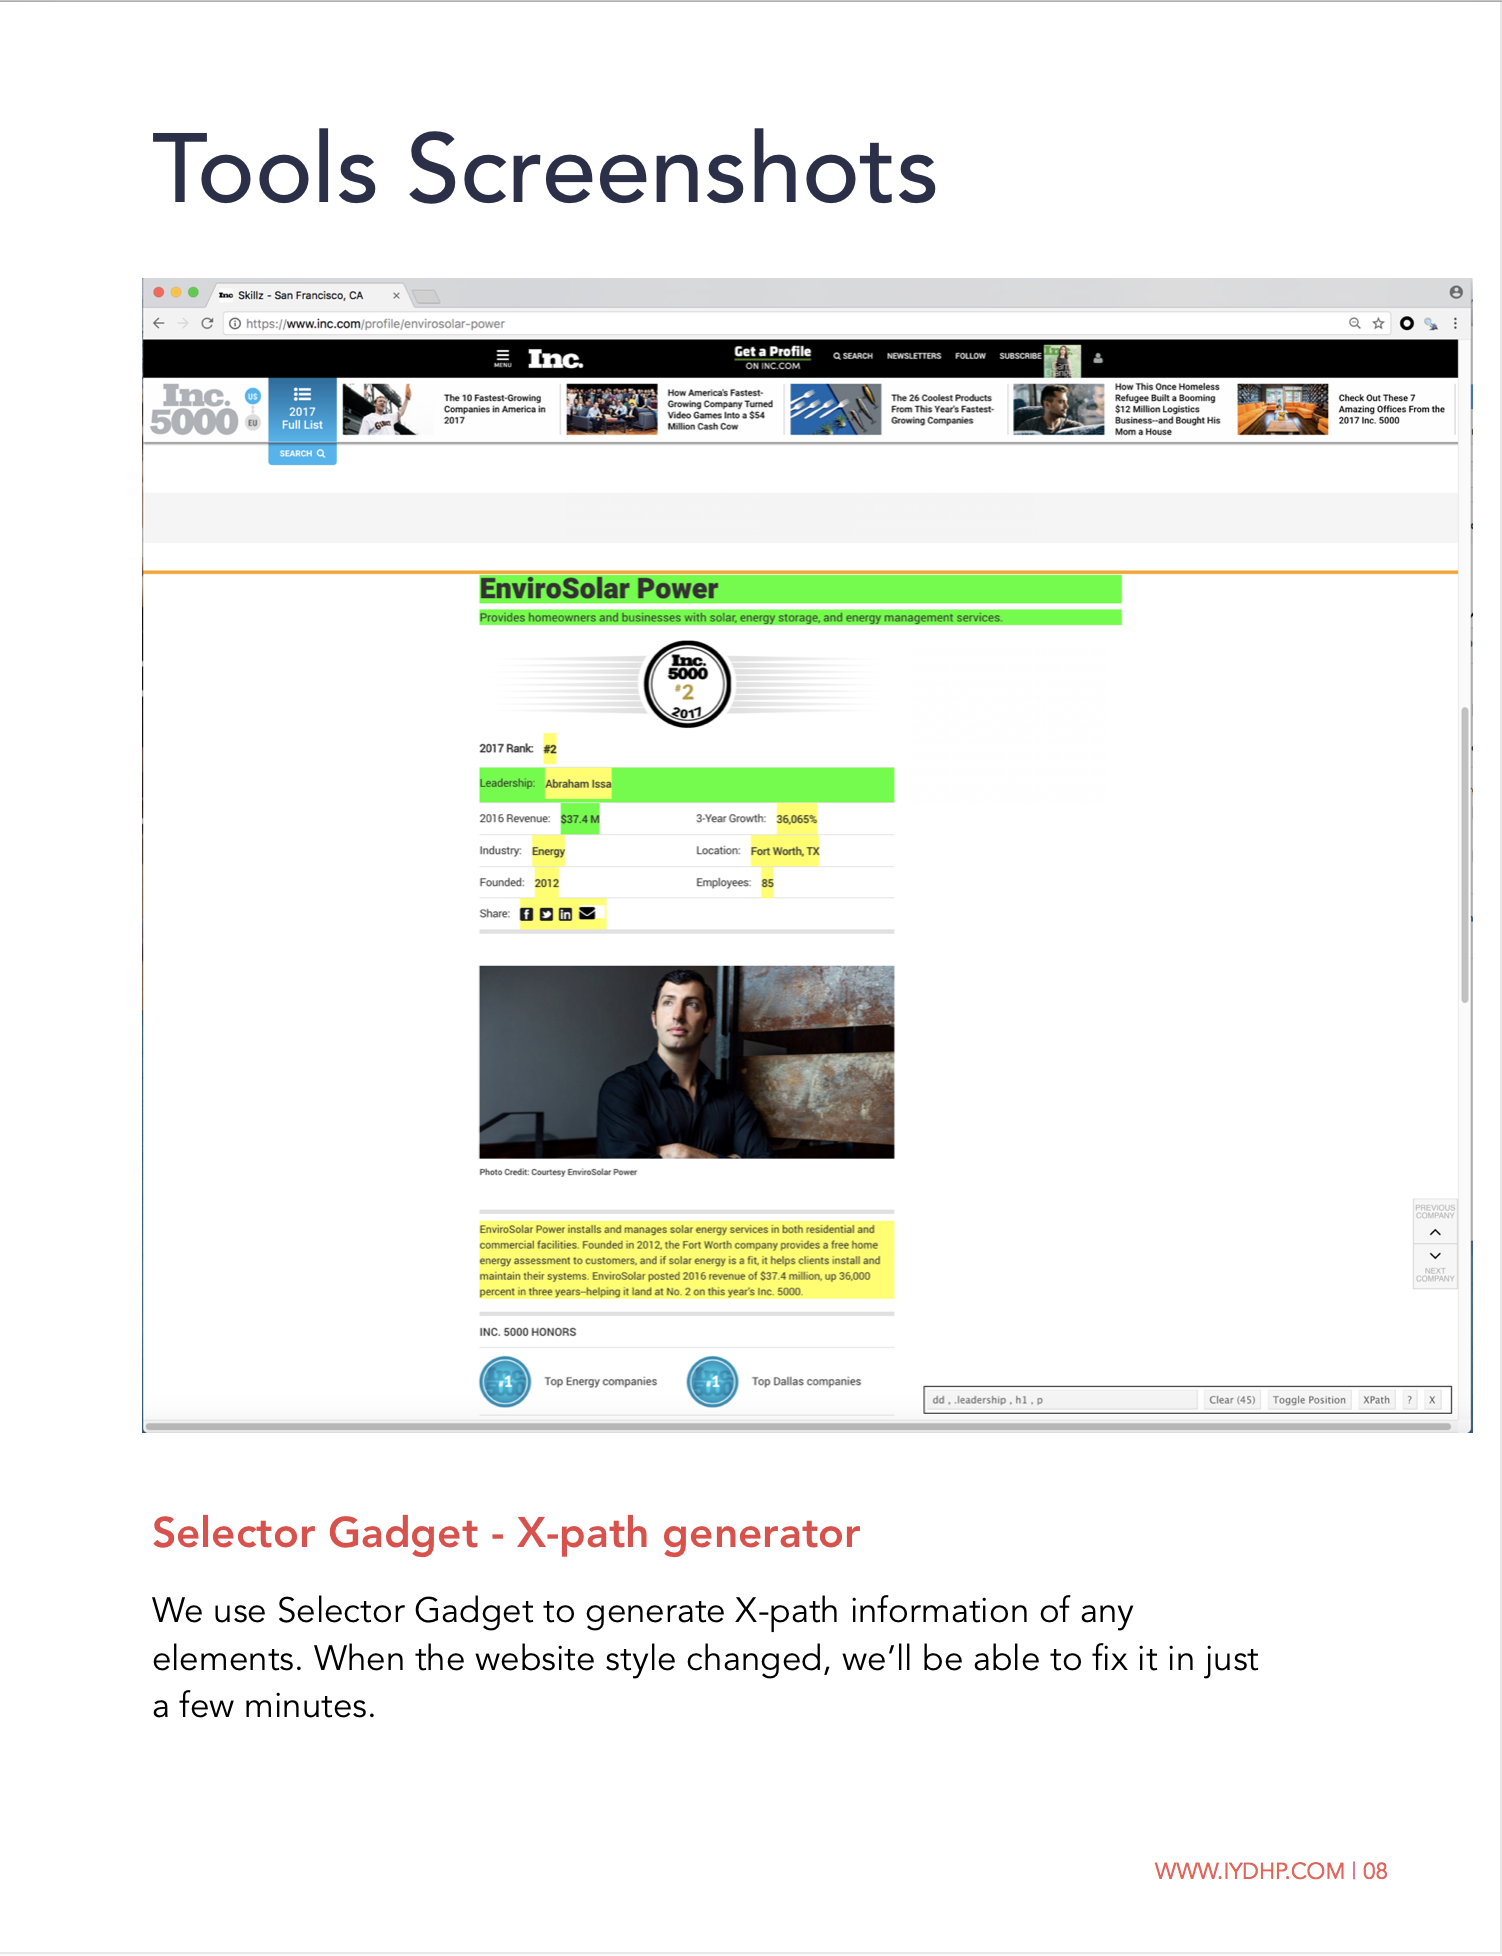 Tools Screenshots
Inc Skillz - San Francisco, CA ×
https://www.inc.com/profile/envirosolar-power
MENU Inc. Get a Profile ON INC.COM SEARCH NEWSLETTERS FOLLOW SUBSCRIBE
Inc. 5000 US EU
2017
Full List
SEARCH
The 10 Fastest-Growing
Companies in America in
2017
How America's Fastest-
Growing Company Turned
Video Games Into a $54
Million Cash Cow
The 26 Coolest Products
From This Year's Fastest-
Growing Companies
How This Once Homeless
Refugee Built a Booming
$12 Million Logistics
Business--and Bought His
Mom a House
Check Out These 7
Amazing Offices From the
2017 Inc. 5000
EnviroSolar Power
Provides homeowners and businesses with solar, energy storage, and energy management services.
Inc.
5000
#2
2017
2017 Rank: #2
Leadership: Abraham Issa
2016 Revenue: $37.4 M 3-Year Growth: 36,065%
Industry: Energy Location: Fort Worth, TX
Founded: 2012 Employees: 85
Share:
Photo Credit: Courtesy EnviroSolar Power
PREVIOUS
COMPANY
NEXT
COMPANY
EnviroSolar Power installs and manages solar energy services in both residential and
commercial facilities. Founded in 2012, the Fort Worth company provides a free home
energy assessment to customers, and if solar energy is a fit, it helps clients install and
maintain their systems. EnviroSolar posted 2016 revenue of $37.4 million, up 36,000
percent in three years--helping it land at No. 2 on this year's Inc. 5000.
INC. 5000 HONORS
#1 Top Energy companies #1 Top Dallas companies
dd , .leadership , h1 , p Clear (45) Toggle Position XPath ? X
Selector Gadget - X-path generator
We use Selector Gadget to generate X-path information of any
elements. When the website style changed, we'll be able to fix it in just
a few minutes.
WWW.IYDHP.COM | 08